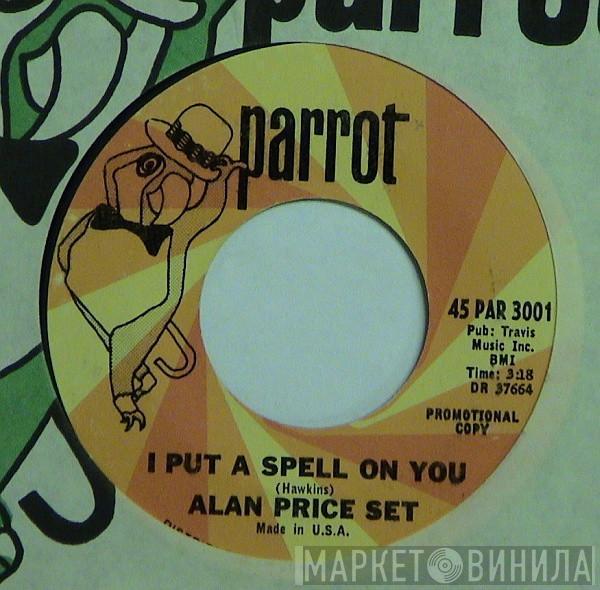 parrot
parrot
45 PAR 3001
Pub: Travis
Music Inc.
BMI
Time: 3:18
DR 37664
PROMOTIONAL
COPY
I PUT A SPELL ON YOU
(Hawkins)
ALAN PRICE SET
Made in U.S.A.
МАРКЕТ ВИНИЛА